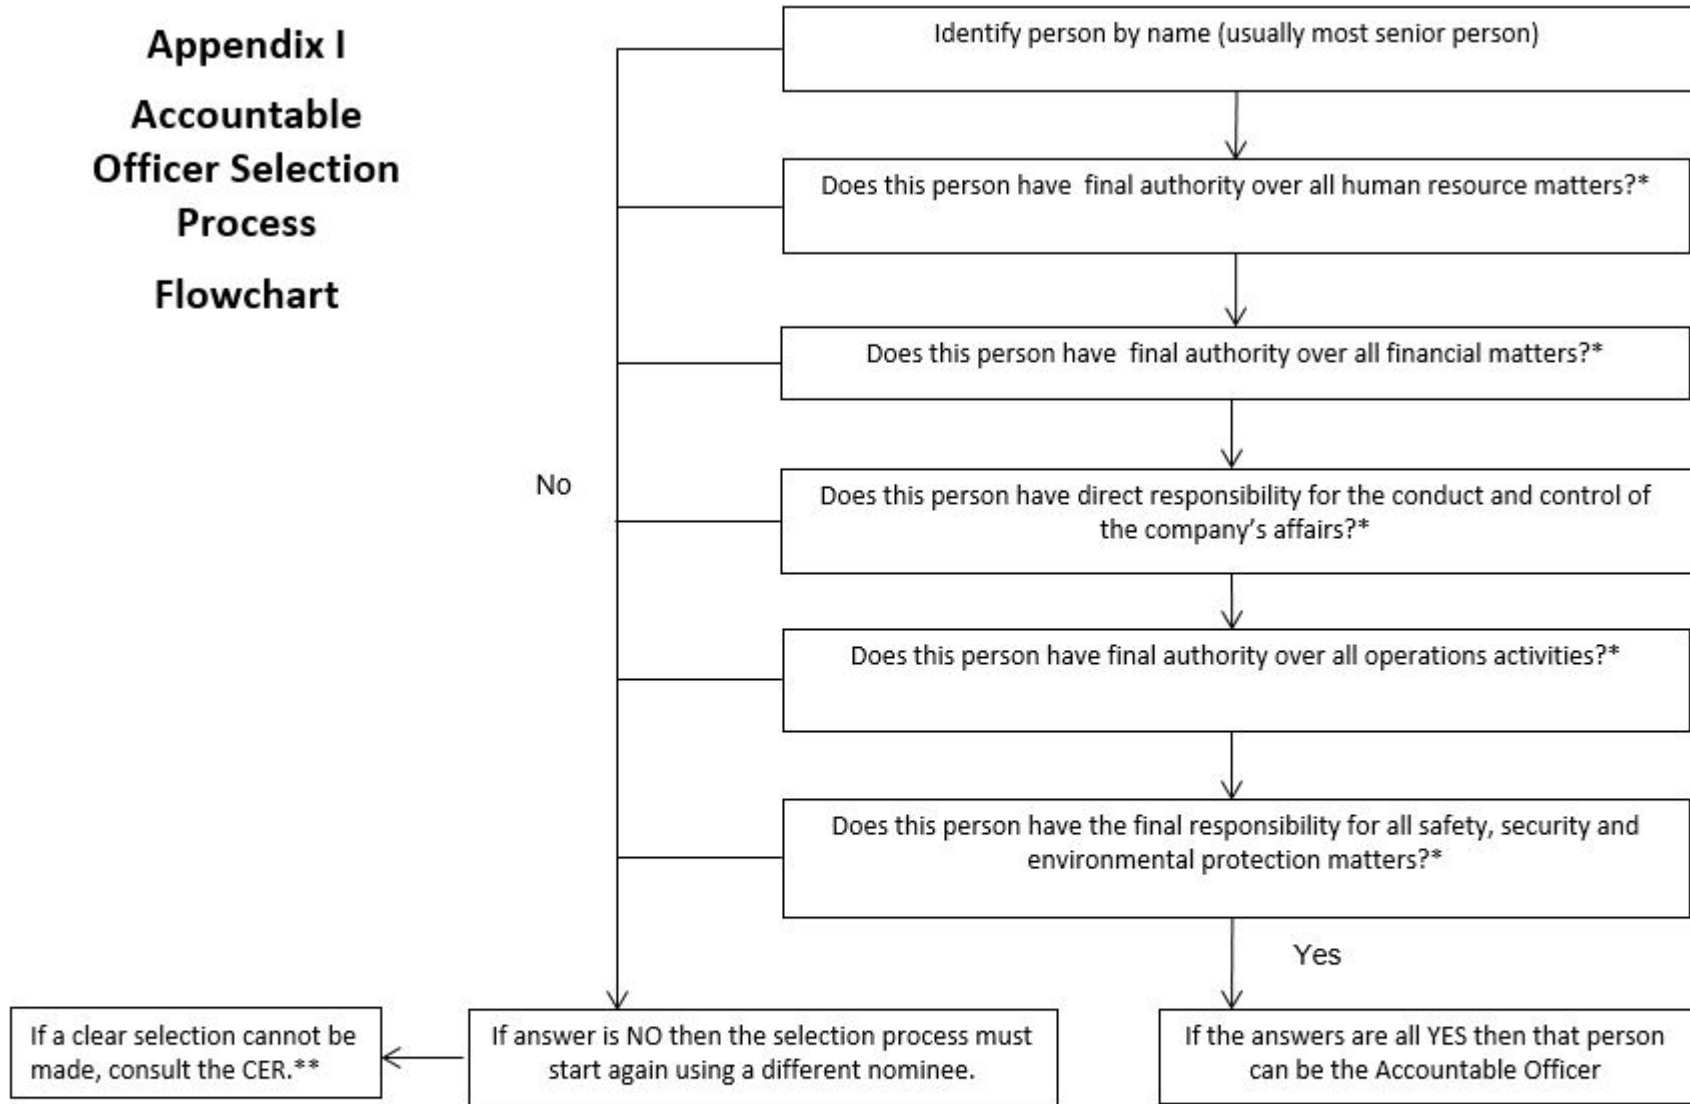 Appendix I
Accountable
Officer Selection
Process
Flowchart
Identify person by name (usually most senior person)
Does this person have  final authority over all human resource matters?*
Does this person have  final authority over all financial matters?*
No
Does this person have direct responsibility for the conduct and control of
the company’s affairs?*
Does this person have final authority over all operations activities?*
Does this person have the final responsibility for all safety, security and
environmental protection matters?*
Yes
If a clear selection cannot be
made, consult the CER.**
If answer is NO then the selection process must
start again using a different nominee.
If the answers are all YES then that person
can be the Accountable Officer